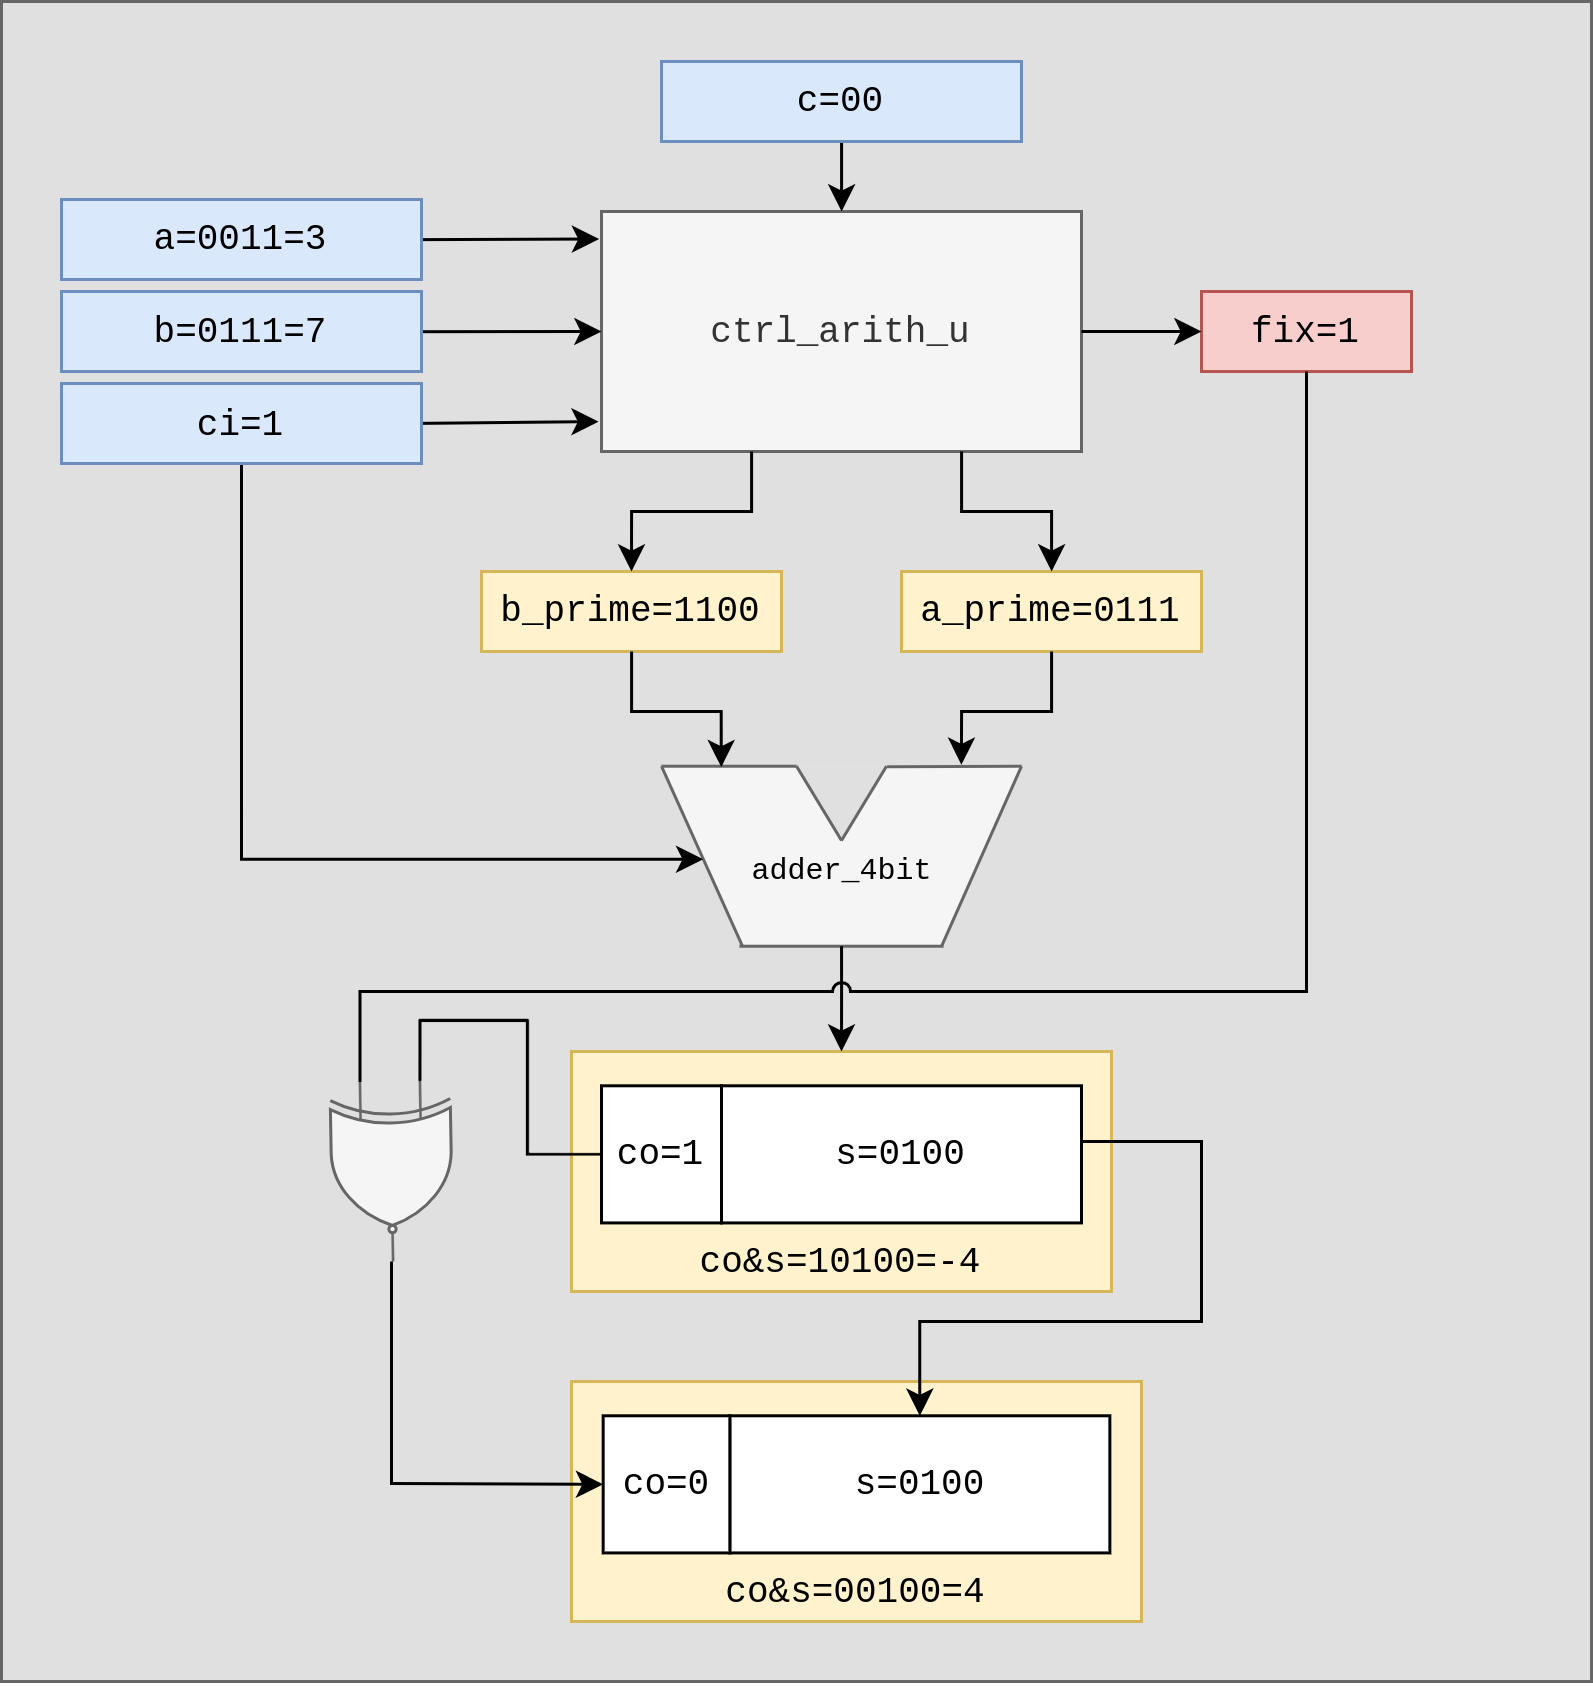 c=00
a=0011=3
b=0111=7
ci=1
ctrl_arith_u
fix=1
b_prime=1100
a_prime=0111
adder_4bit
co=1
s=0100
co&s=10100=-4
co=0
s=0100
co&s=00100=4